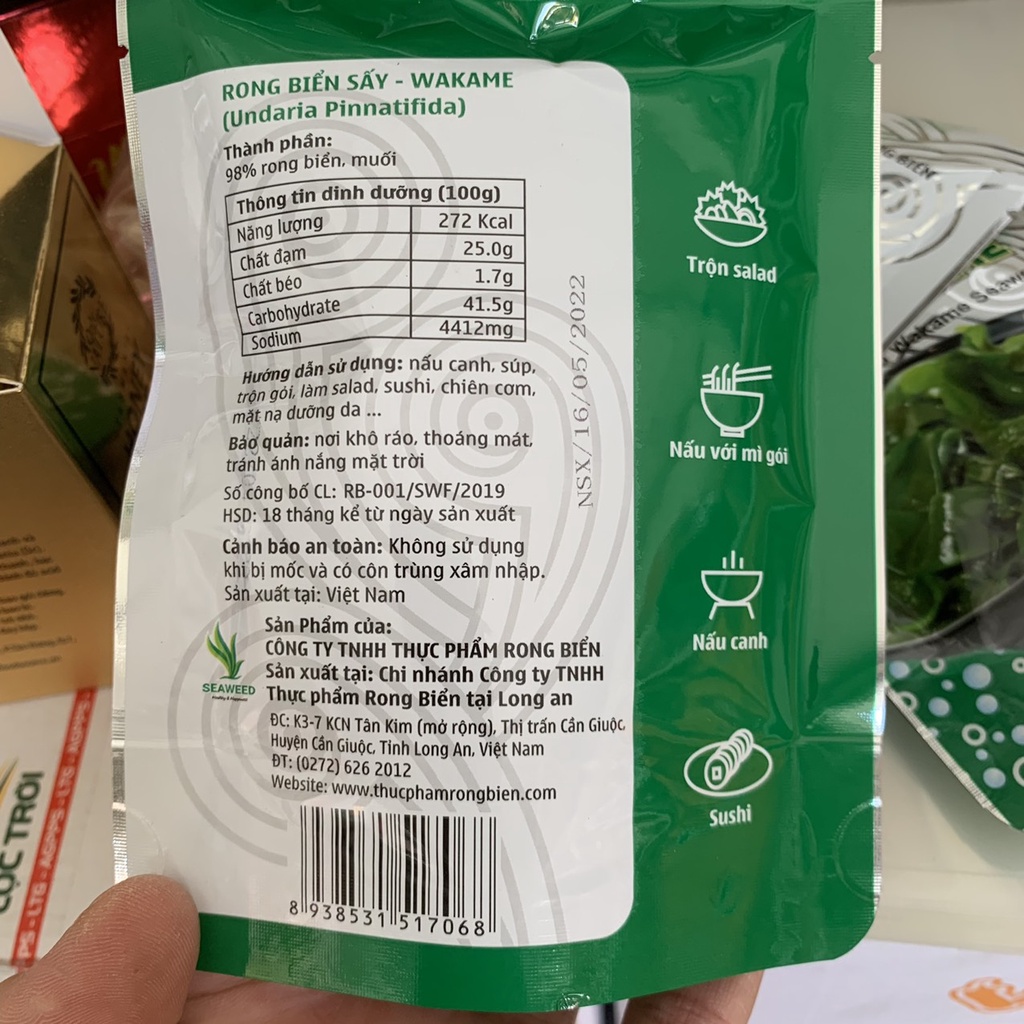 RONG BIỂN SẤY - WAKAME
(Undaria Pinnatifida)
Thành phần:
98% rong biển, muối
Thông tin dinh dưỡng (100g)
Năng lượng 272 Kcal
Chất đạm 25.0g
Chất béo 1.7g
Carbohydrate 41.5g
Sodium 4412mg
Hướng dẫn sử dụng: nấu canh, súp,
trộn gỏi, làm salad, sushi, chiên cơm,
mặt nạ dưỡng da ...
Bảo quản: nơi khô ráo, thoáng mát,
tránh ánh nắng mặt trời
Số công bố CL: RB-001/SWF/2019
HSD: 18 tháng kể từ ngày sản xuất
Cảnh báo an toàn: Không sử dụng
khi bị mốc và có côn trùng xâm nhập.
Sản xuất tại: Việt Nam
Sản Phẩm của:
CÔNG TY TNHH THỰC PHẨM RONG BIỂN
Sản xuất tại: Chi nhánh Công ty TNHH
Thực phẩm Rong Biển tại Long an
SEAWEED
ĐC: K3-7 KCN Tân Kim (mở rộng), Thị trấn Cần Giuộc
Huyện Cần Giuộc, Tỉnh Long An, Việt Nam
ĐT: (0272) 626 2012
Website: www.thucphamrongbien.com
8 938531 517068
NSX/16/05/2022
Trộn salad
Nấu với mì gói
Nấu canh
Sushi
Wakame Seaw
LỘC TRỜI
PS - LTG - AGPPS - LTG - AGPPS